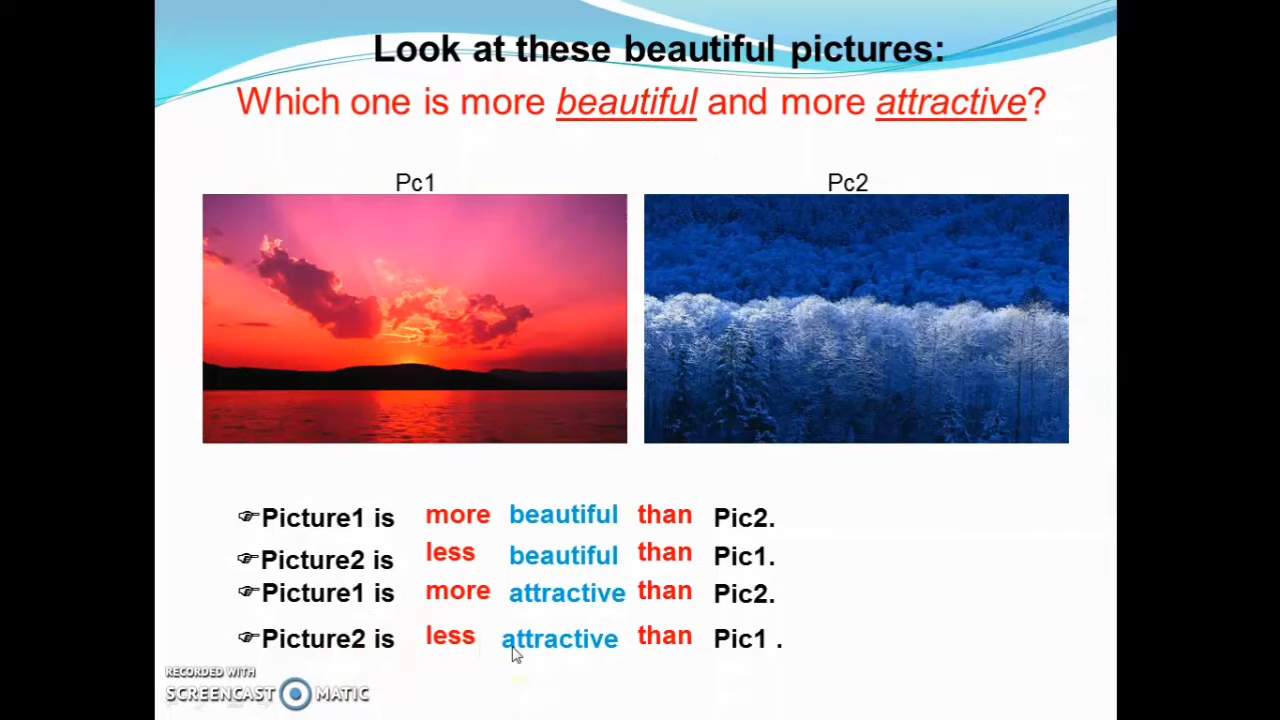 Look at these beautiful pictures:
Which one is more beautiful and more attractive?
Pc1 Pc2
☞Picture1 is more beautiful than Pic2.
☞Picture2 is less beautiful than Pic1.
☞Picture1 is more attractive than Pic2.
☞Picture2 is less attractive than Pic1 .
RECORDED WITH
SCREENCAST MATIC